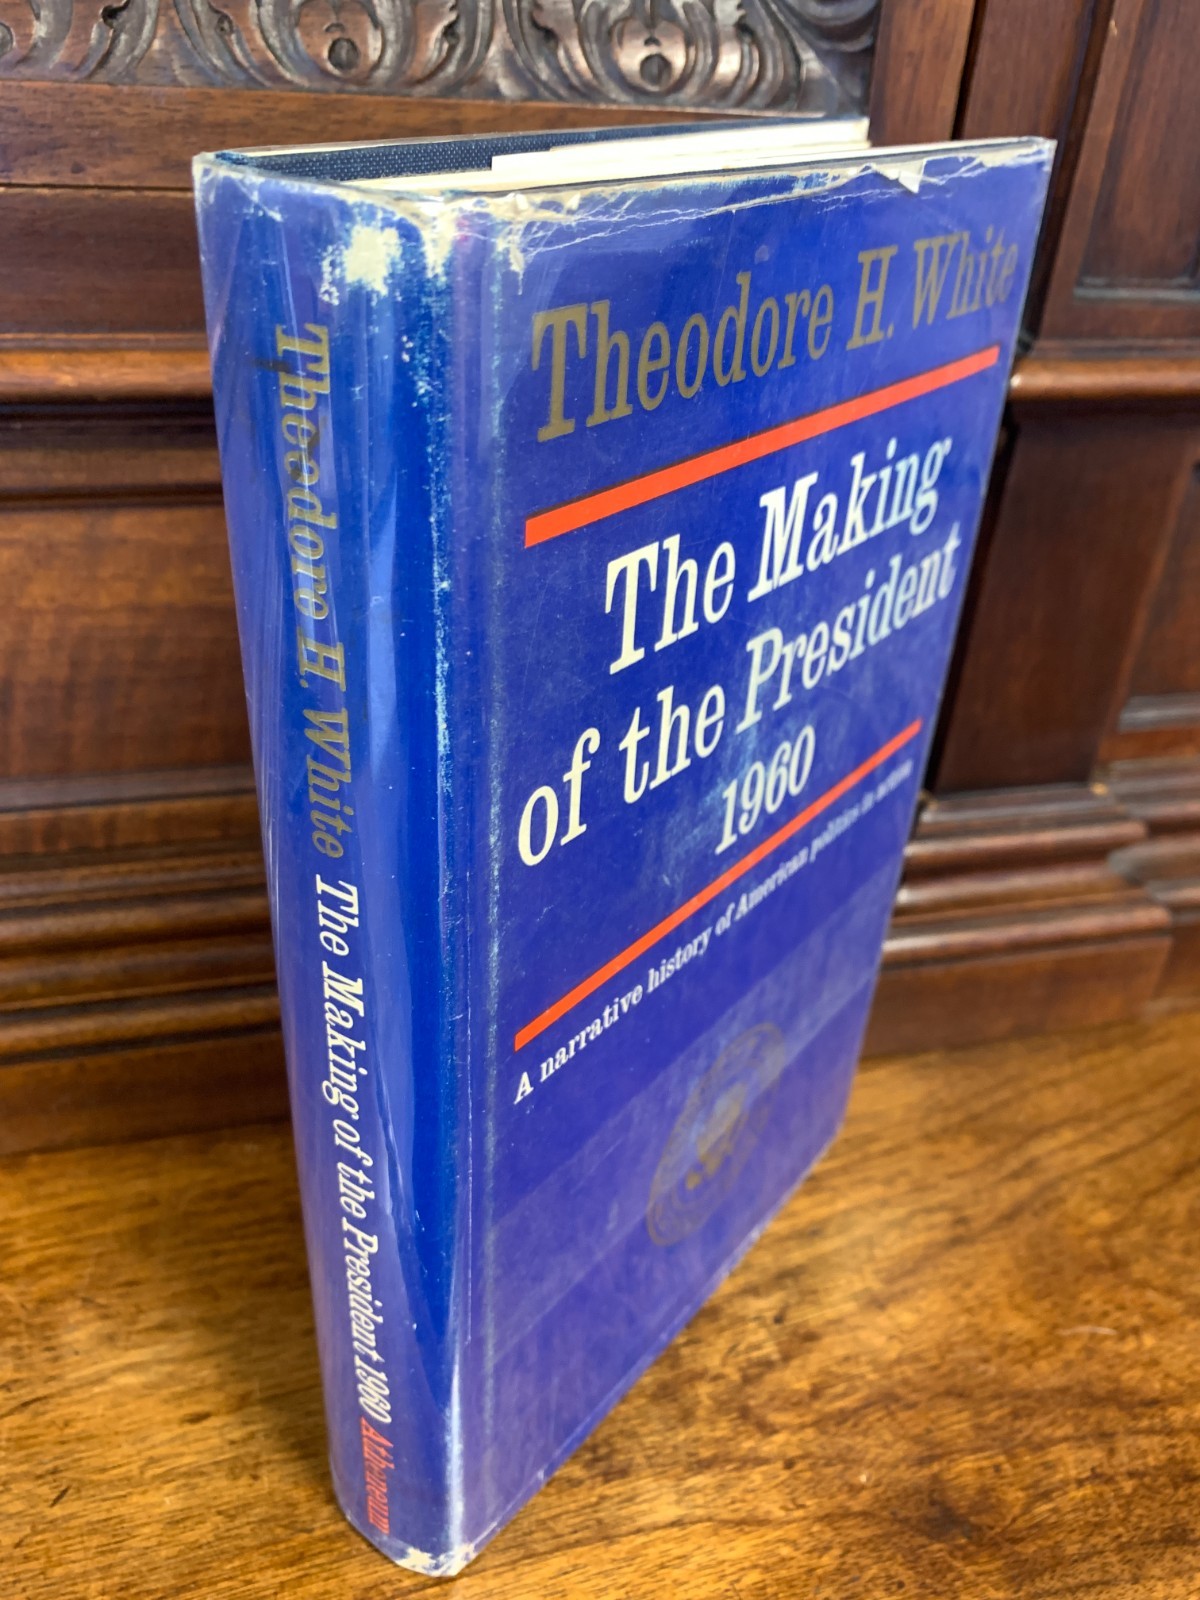 Theodore H. White
The Making
of the President
1960
A narrative history of American politics in action
Theodore H. White The Making of the President 1960 Atheneum